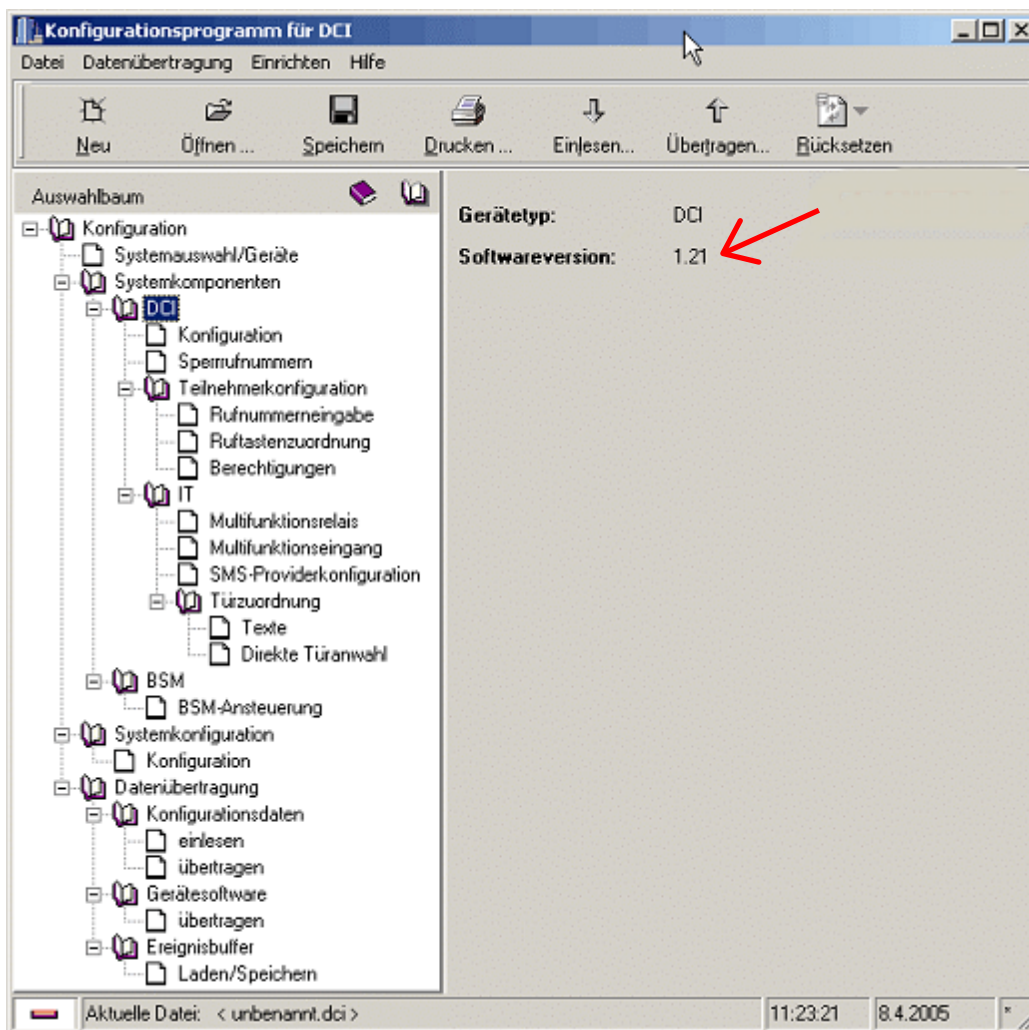 Konfigurationsprogramm für DCI
Datei Datenübertragung Einrichten Hilfe
Neu Öffnen ... Speichern Drucken ... Einlesen... Übertragen... Rücksetzen
Auswahlbaum
Konfiguration
Systemauswahl/Geräte
Systemkomponenten
DCI
Konfiguration
Sperrrufnummern
Teilnehmerkonfiguration
Rufnummerneingabe
Ruftastenzuordnung
Berechtigungen
IT
Multifunktionsrelais
Multifunktionseingang
SMS-Providerkonfiguration
Türzuordnung
Texte
Direkte Türanwahl
BSM
BSM-Ansteuerung
Systemkonfiguration
Konfiguration
Datenübertragung
Konfigurationsdaten
einlesen
übertragen
Gerätesoftware
übertragen
Ereignisbuffer
Laden/Speichern
Gerätetyp: DCI
Softwareversion: 1.21
Aktuelle Datei: < unbenannt.dci > 11:23:21 8.4.2005 *